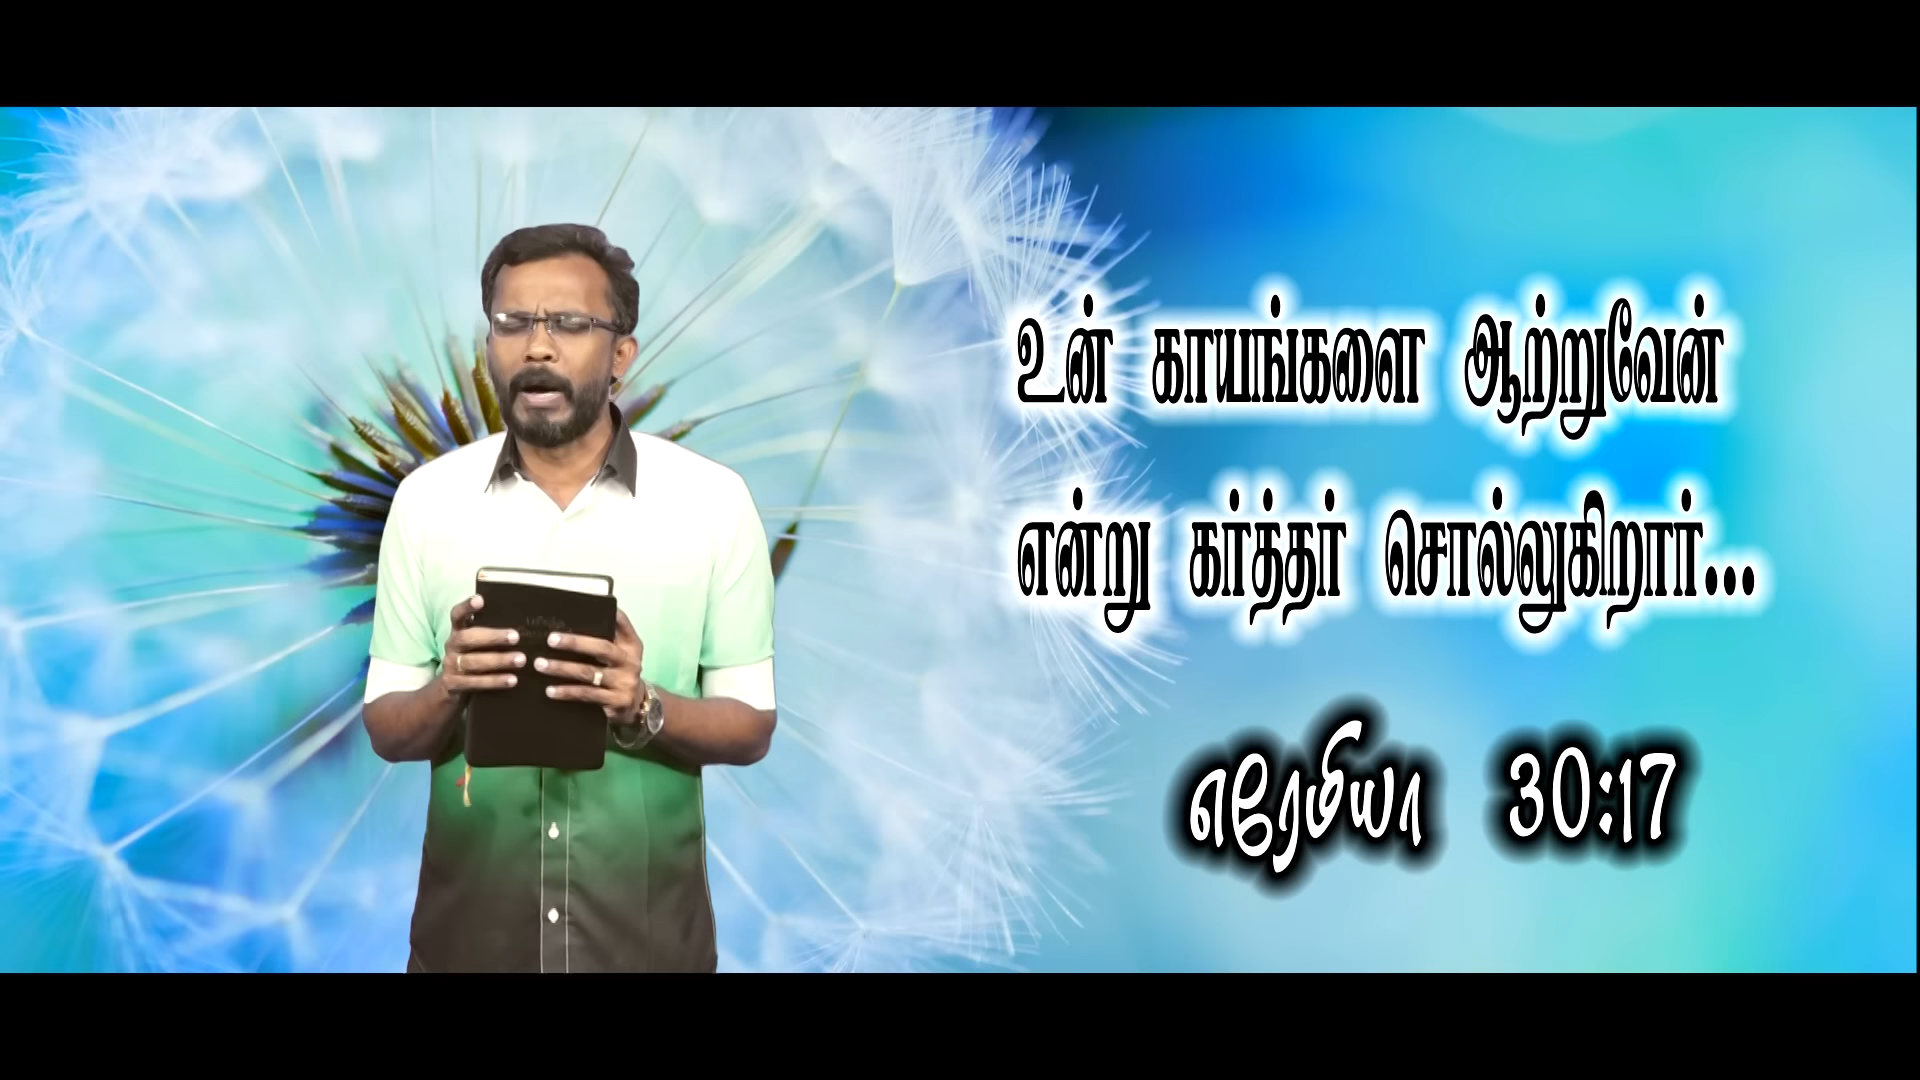 உன் காயங்களை ஆற்றுவேன்
என்று கர்த்தர் சொல்லுகிறார்...
எரேமியா 30:17